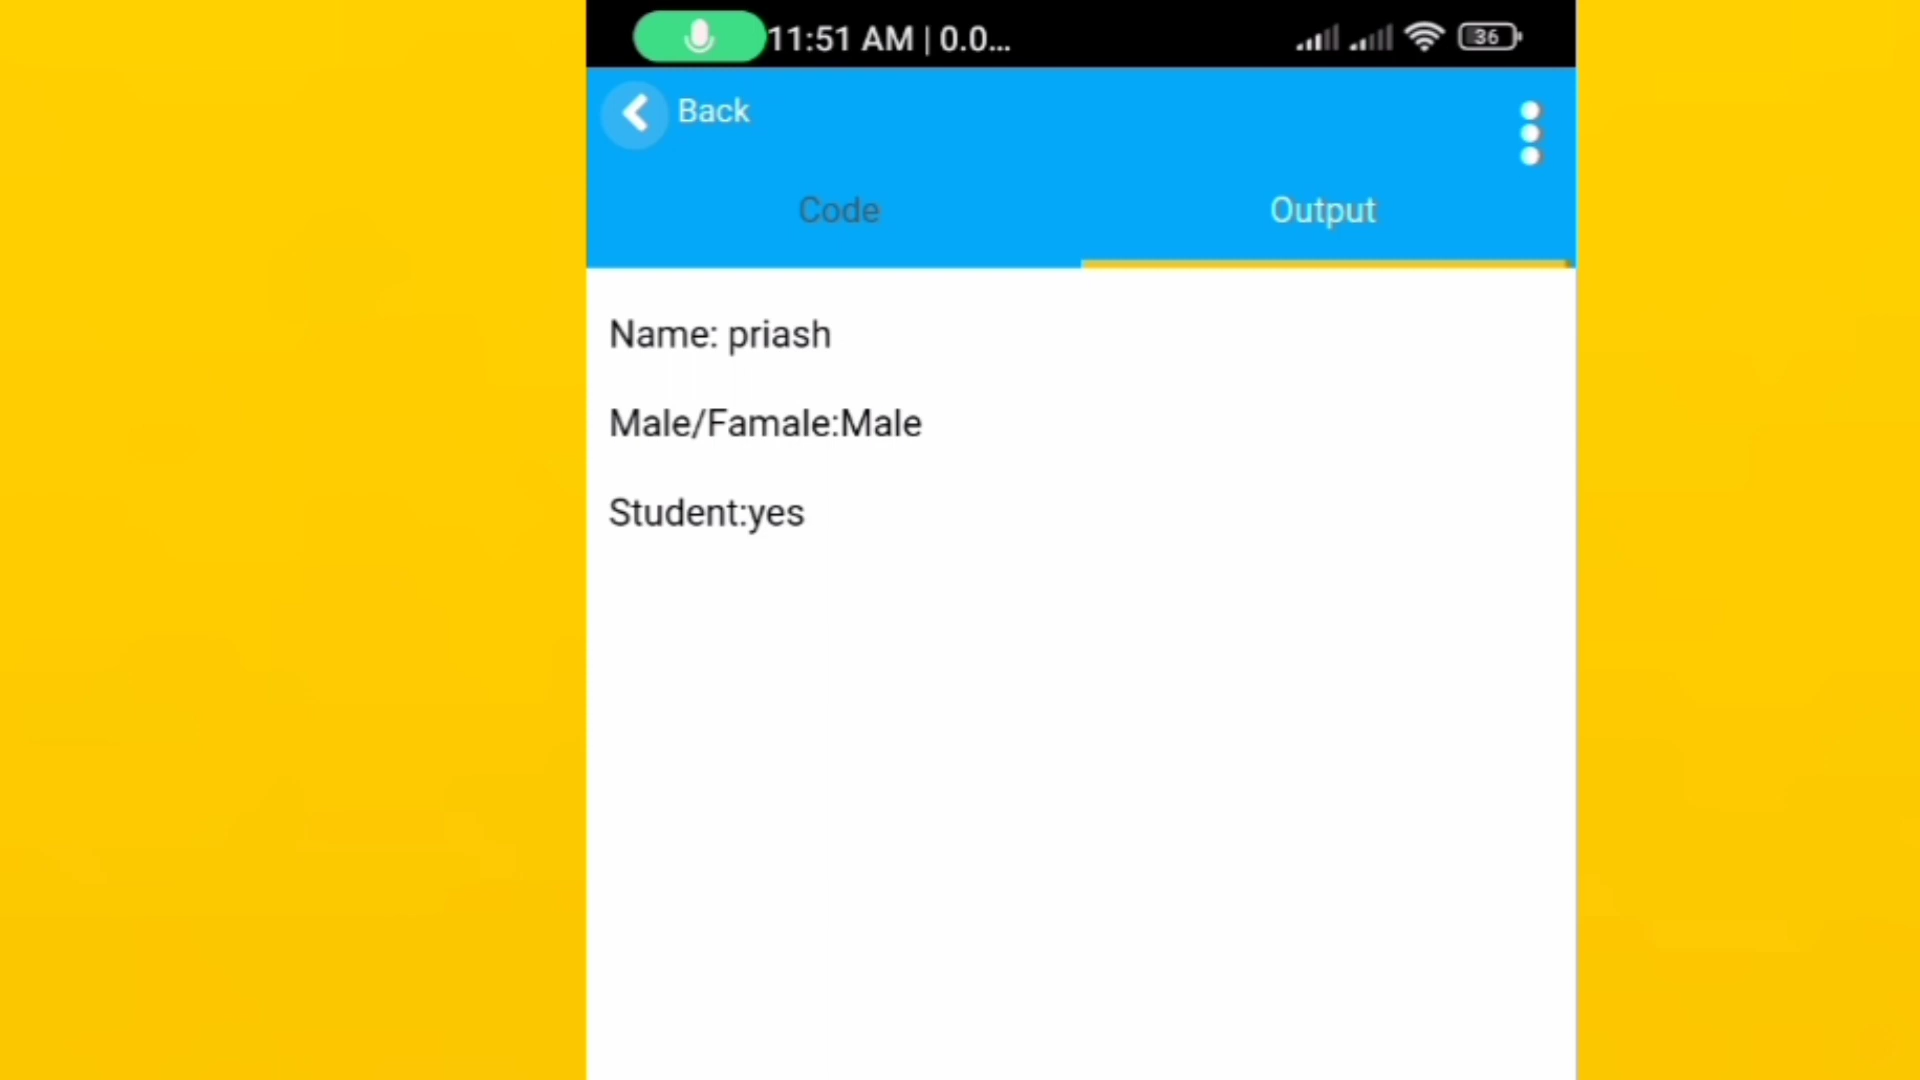 11:51 AM | 0.0...
36
Back
Code
Output
Name: priash
Male/Famale:Male
Student:yes